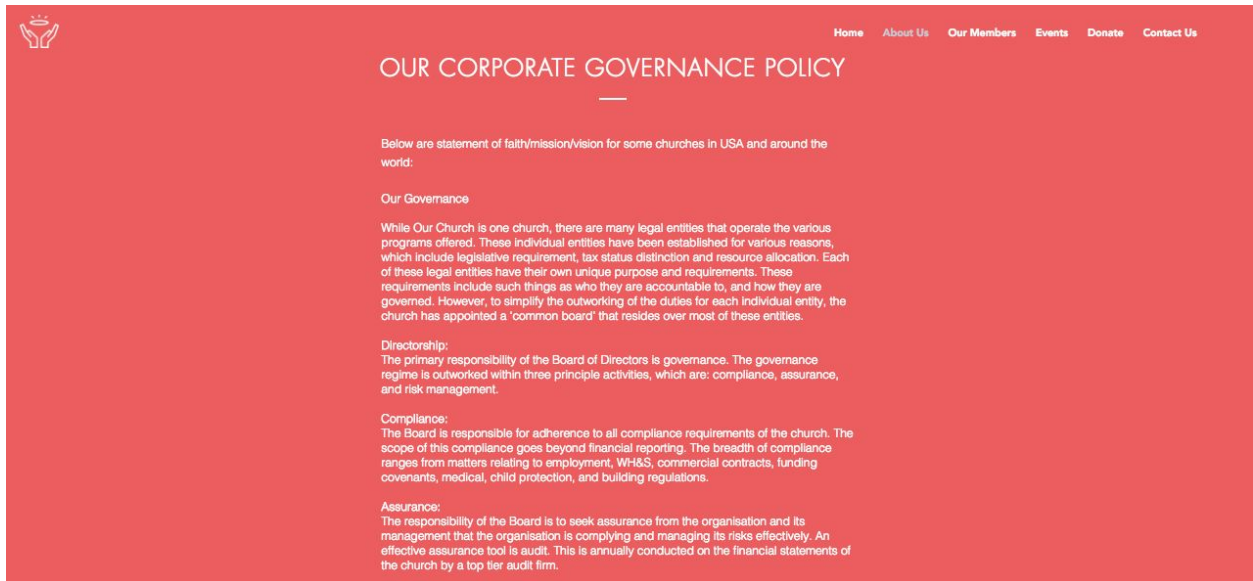 Home About Us Our Members Events Donate Contact Us
OUR CORPORATE GOVERNANCE POLICY
Below are statement of faith/mission/vision for some churches in USA and around the
world:
Our Governance
While Our Church is one church, there are many legal entities that operate the various
programs offered. These individual entities have been established for various reasons,
which include legislative requirement, tax status distinction and resource allocation. Each
of these legal entities have their own unique purpose and requirements. These
requirements include such things as who they are accountable to, and how they are
governed. However, to simplify the outworking of the duties for each individual entity, the
church has appointed a 'common board' that resides over most of these entities.
Directorship:
The primary responsibility of the Board of Directors is governance. The governance
regime is outworked within three principle activities, which are: compliance, assurance,
and risk management.
Compliance:
The Board is responsible for adherence to all compliance requirements of the church. The
scope of this compliance goes beyond financial reporting. The breadth of compliance
ranges from matters relating to employment, WH&S, commercial contracts, funding
covenants, medical, child protection, and building regulations.
Assurance:
The responsibility of the Board is to seek assurance from the organisation and its
management that the organisation is complying and managing its risks effectively. An
effective assurance tool is audit. This is annually conducted on the financial statements of
the church by a top tier audit firm.